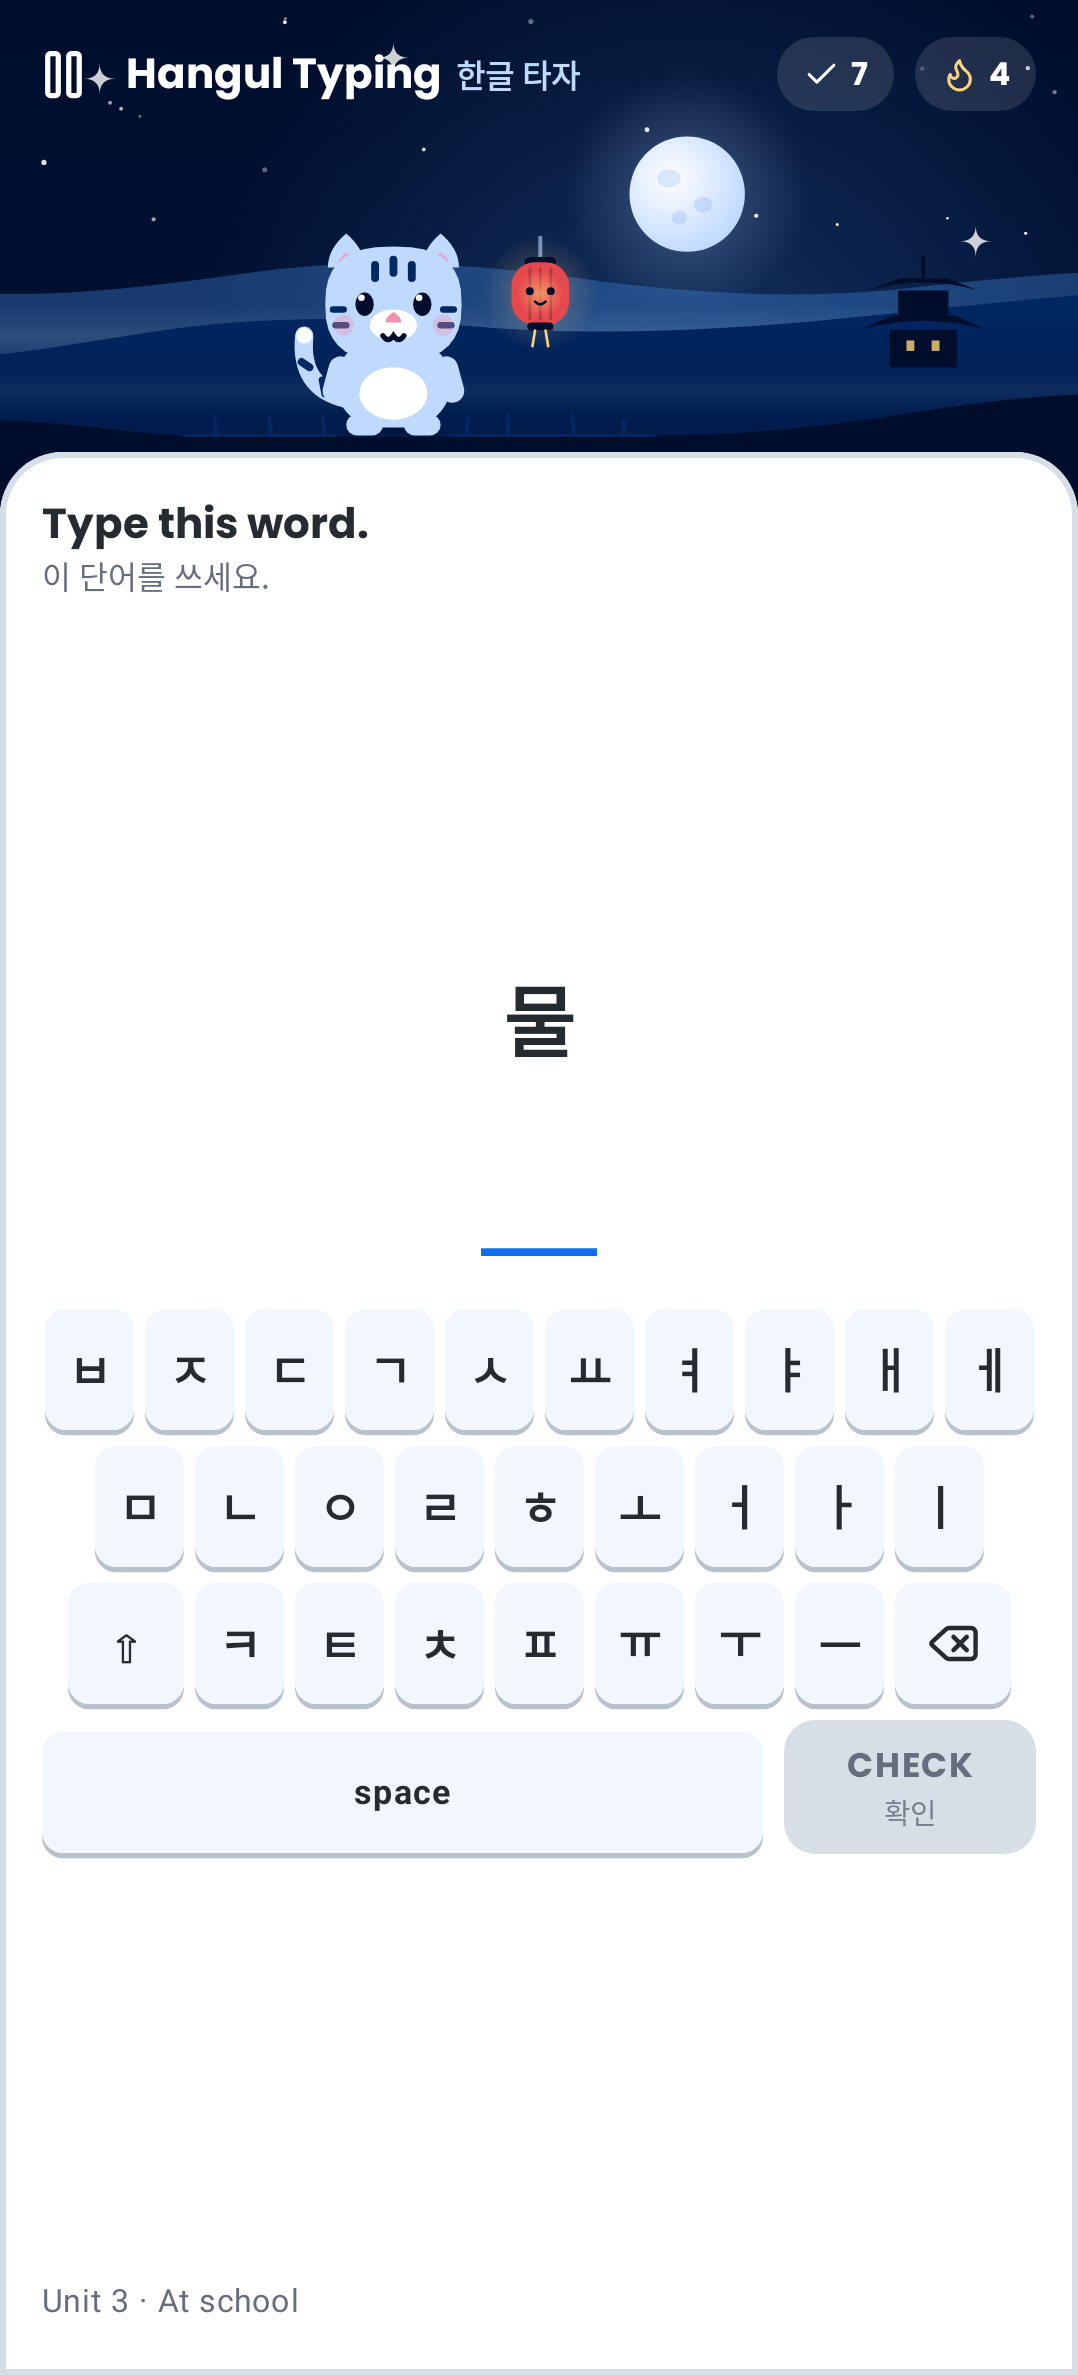 Hangul Typing 한글 타자 7 4
Type this word.
이 단어를 쓰세요.
물
ㅂ ㅈ ㄷ ㄱ ㅅ ㅛ ㅕ ㅑ ㅐ ㅔ
ㅁ ㄴ ㅇ ㄹ ㅎ ㅗ ㅓ ㅏ ㅣ
⇧ ㅋ ㅌ ㅊ ㅍ ㅠ ㅜ ㅡ
space CHECK
확인
Unit 3 · At school